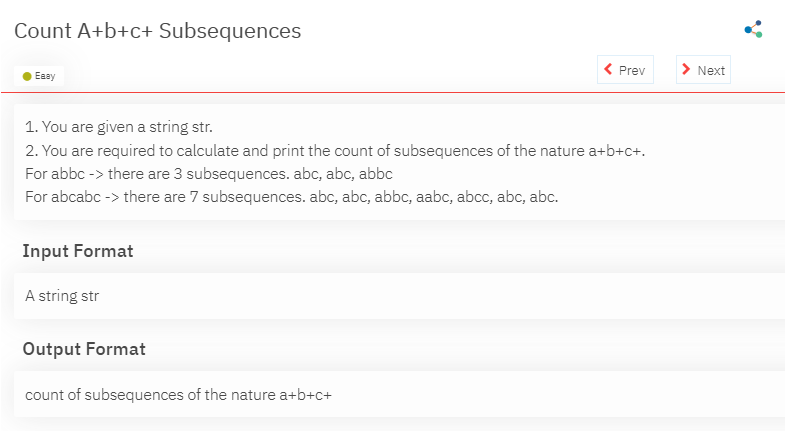 Count A+b+c+ Subsequences
Easy
Prev
Next
1. You are given a string str.
2. You are required to calculate and print the count of subsequences of the nature a+b+c+.
For abbc -> there are 3 subsequences. abc, abc, abbc
For abcabc -> there are 7 subsequences. abc, abc, abbc, aabc, abcc, abc, abc.
Input Format
A string str
Output Format
count of subsequences of the nature a+b+c+